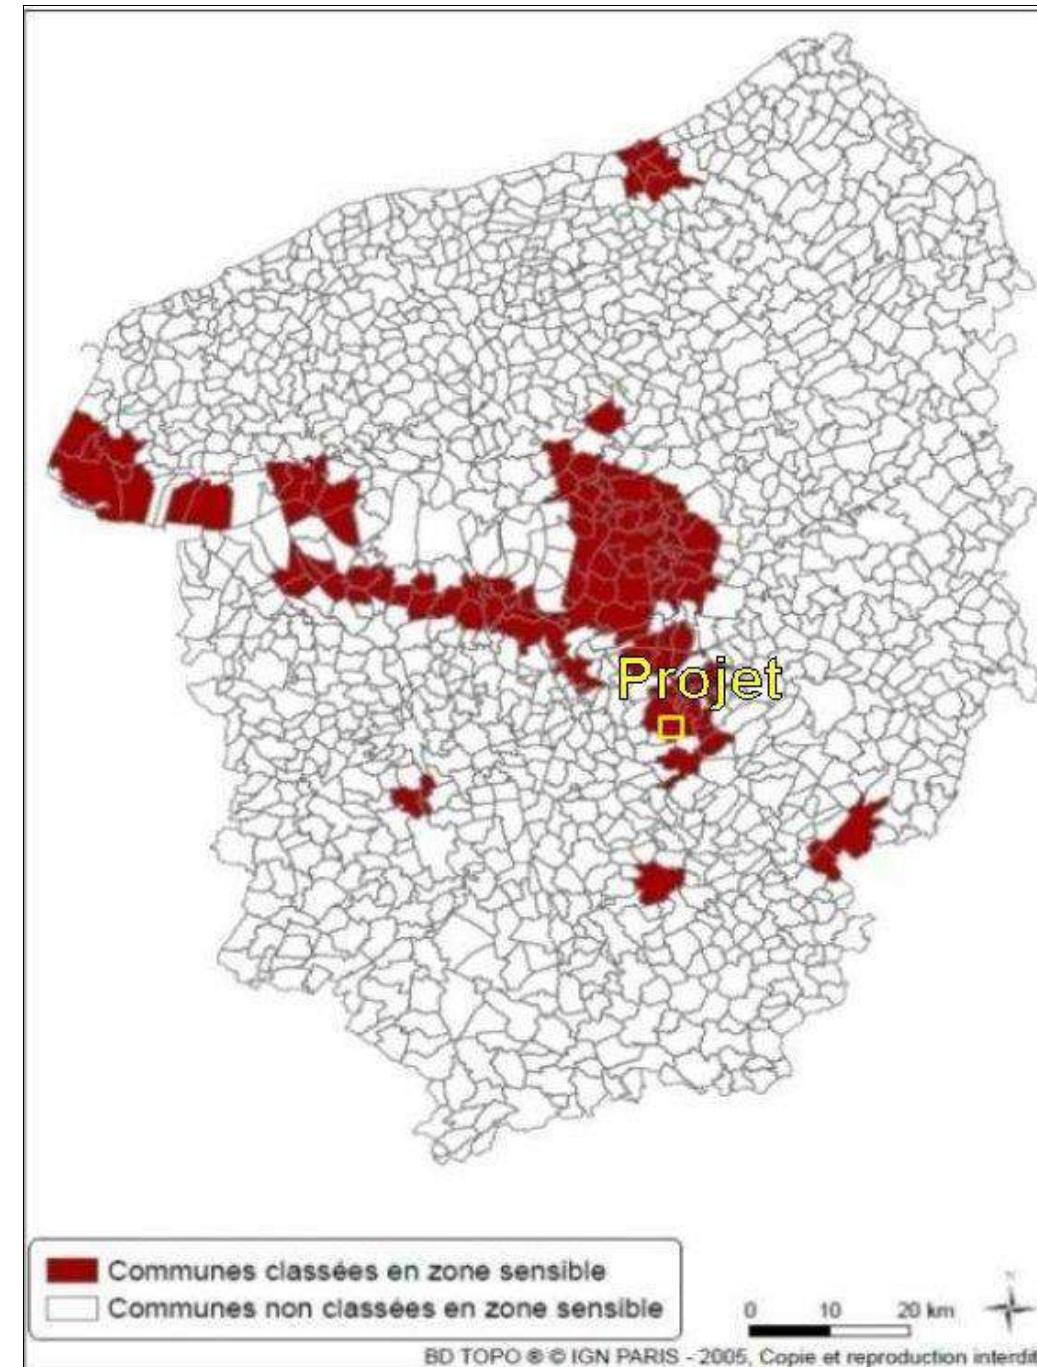 Projet
Communes classées en zone sensible
Communes non classées en zone sensible
0 10 20 km
BD TOPO ® © IGN PARIS - 2005, Copie et reproduction interdit